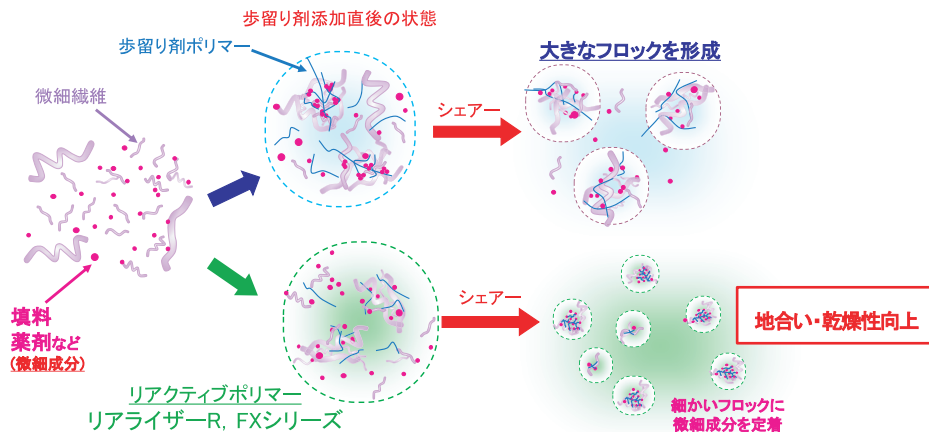 歩留り剤添加直後の状態
歩留り剤ポリマー
大きなフロックを形成
微細繊維
シェアー
填料
薬剤など
(微細成分)
シェアー
地合い・乾燥性向上
リアクティブポリマー
リアライザーR, FXシリーズ
細かいフロックに
微細成分を定着